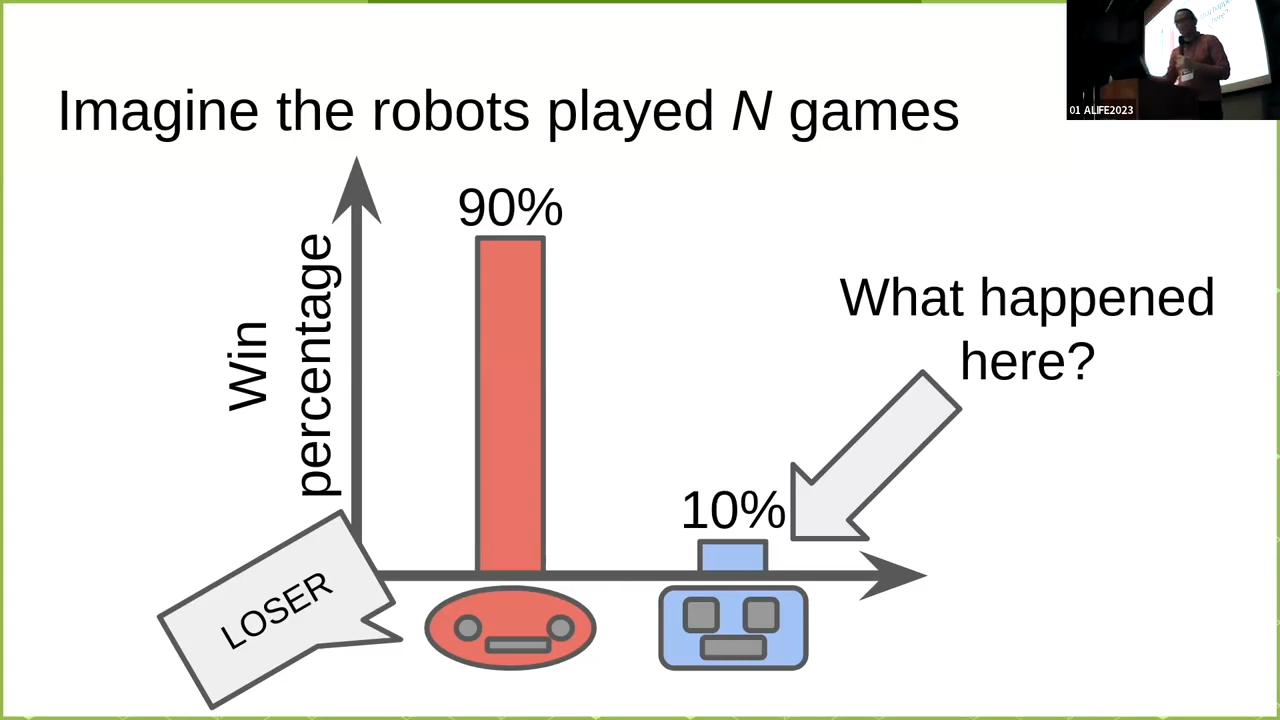 Imagine the robots played N games
01 ALIFE2023
90%
Win
percentage
What happened
here?
10%
LOSER